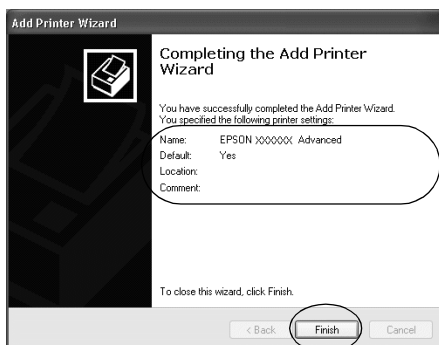 Add Printer Wizard
Completing the Add Printer
Wizard
You have successfully completed the Add Printer Wizard.
You specified the following printer settings:
Name: EPSON XXXXXX Advanced
Default: Yes
Location:
Comment:
To close this wizard, click Finish.
< Back Finish Cancel